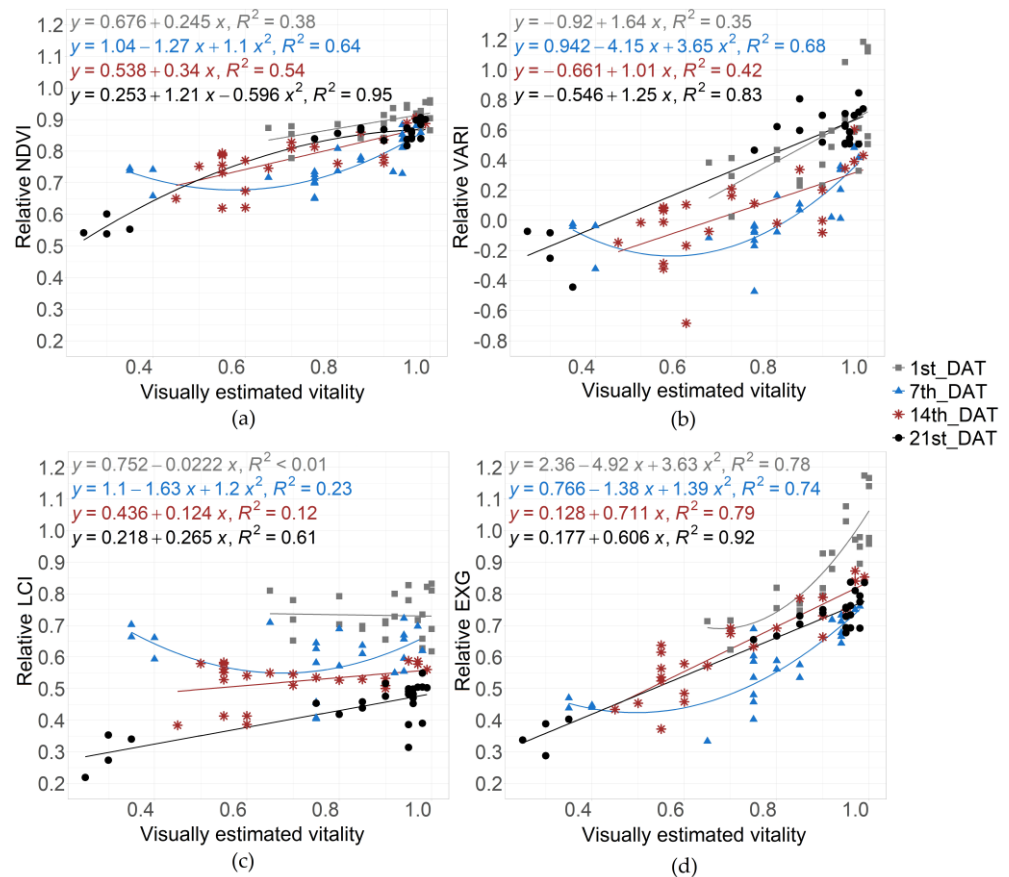 y = 0.676 + 0.245 x, R² = 0.38
y = 1.04 − 1.27 x + 1.1 x², R² = 0.64
y = 0.538 + 0.34 x, R² = 0.54
y = 0.253 + 1.21 x − 0.596 x², R² = 0.95
1.2
1.1
1.0
0.9
0.8
0.7
0.6
0.5
0.4
0.3
0.2
Relative NDVI
0.4
0.6
0.8
1.0
Visually estimated vitality
(a)
y = −0.92 + 1.64 x, R² = 0.35
y = 0.942 − 4.15 x + 3.65 x², R² = 0.68
y = −0.661 + 1.01 x, R² = 0.42
y = −0.546 + 1.25 x, R² = 0.83
1.2
1.0
0.8
0.6
0.4
0.2
0.0
-0.2
-0.4
-0.6
-0.8
Relative VARI
0.4
0.6
0.8
1.0
Visually estimated vitality
(b)
1st_DAT
7th_DAT
14th_DAT
21st_DAT
y = 0.752 − 0.0222 x, R² < 0.01
y = 1.1 − 1.63 x + 1.2 x², R² = 0.23
y = 0.436 + 0.124 x, R² = 0.12
y = 0.218 + 0.265 x, R² = 0.61
1.2
1.1
1.0
0.9
0.8
0.7
0.6
0.5
0.4
0.3
0.2
Relative LCI
0.4
0.6
0.8
1.0
Visually estimated vitality
(c)
y = 2.36 − 4.92 x + 3.63 x², R² = 0.78
y = 0.766 − 1.38 x + 1.39 x², R² = 0.74
y = 0.128 + 0.711 x, R² = 0.79
y = 0.177 + 0.606 x, R² = 0.92
1.2
1.1
1.0
0.9
0.8
0.7
0.6
0.5
0.4
0.3
0.2
Relative EXG
0.4
0.6
0.8
1.0
Visually estimated vitality
(d)